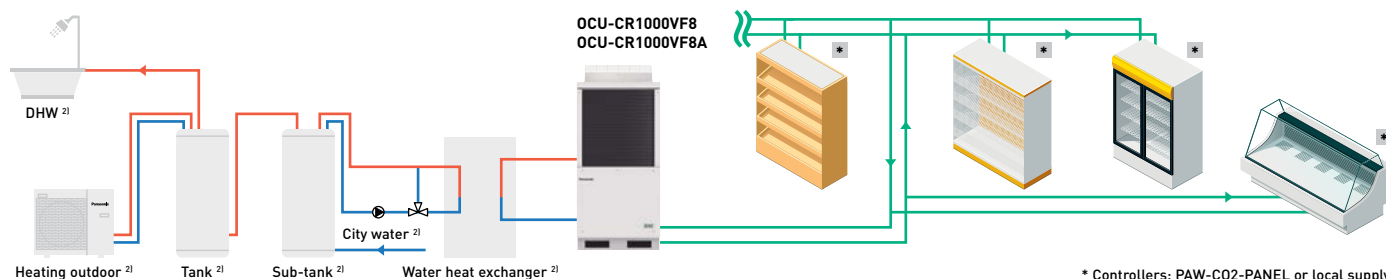 OCU-CR1000VF8
OCU-CR1000VF8A
*
*
*
*
DHW 2)
Panasonic
Panasonic
City water 2)
Heating outdoor 2)
Tank 2)
Sub-tank 2)
Water heat exchanger 2)
* Controllers: PAW-CO2-PANEL or local supply